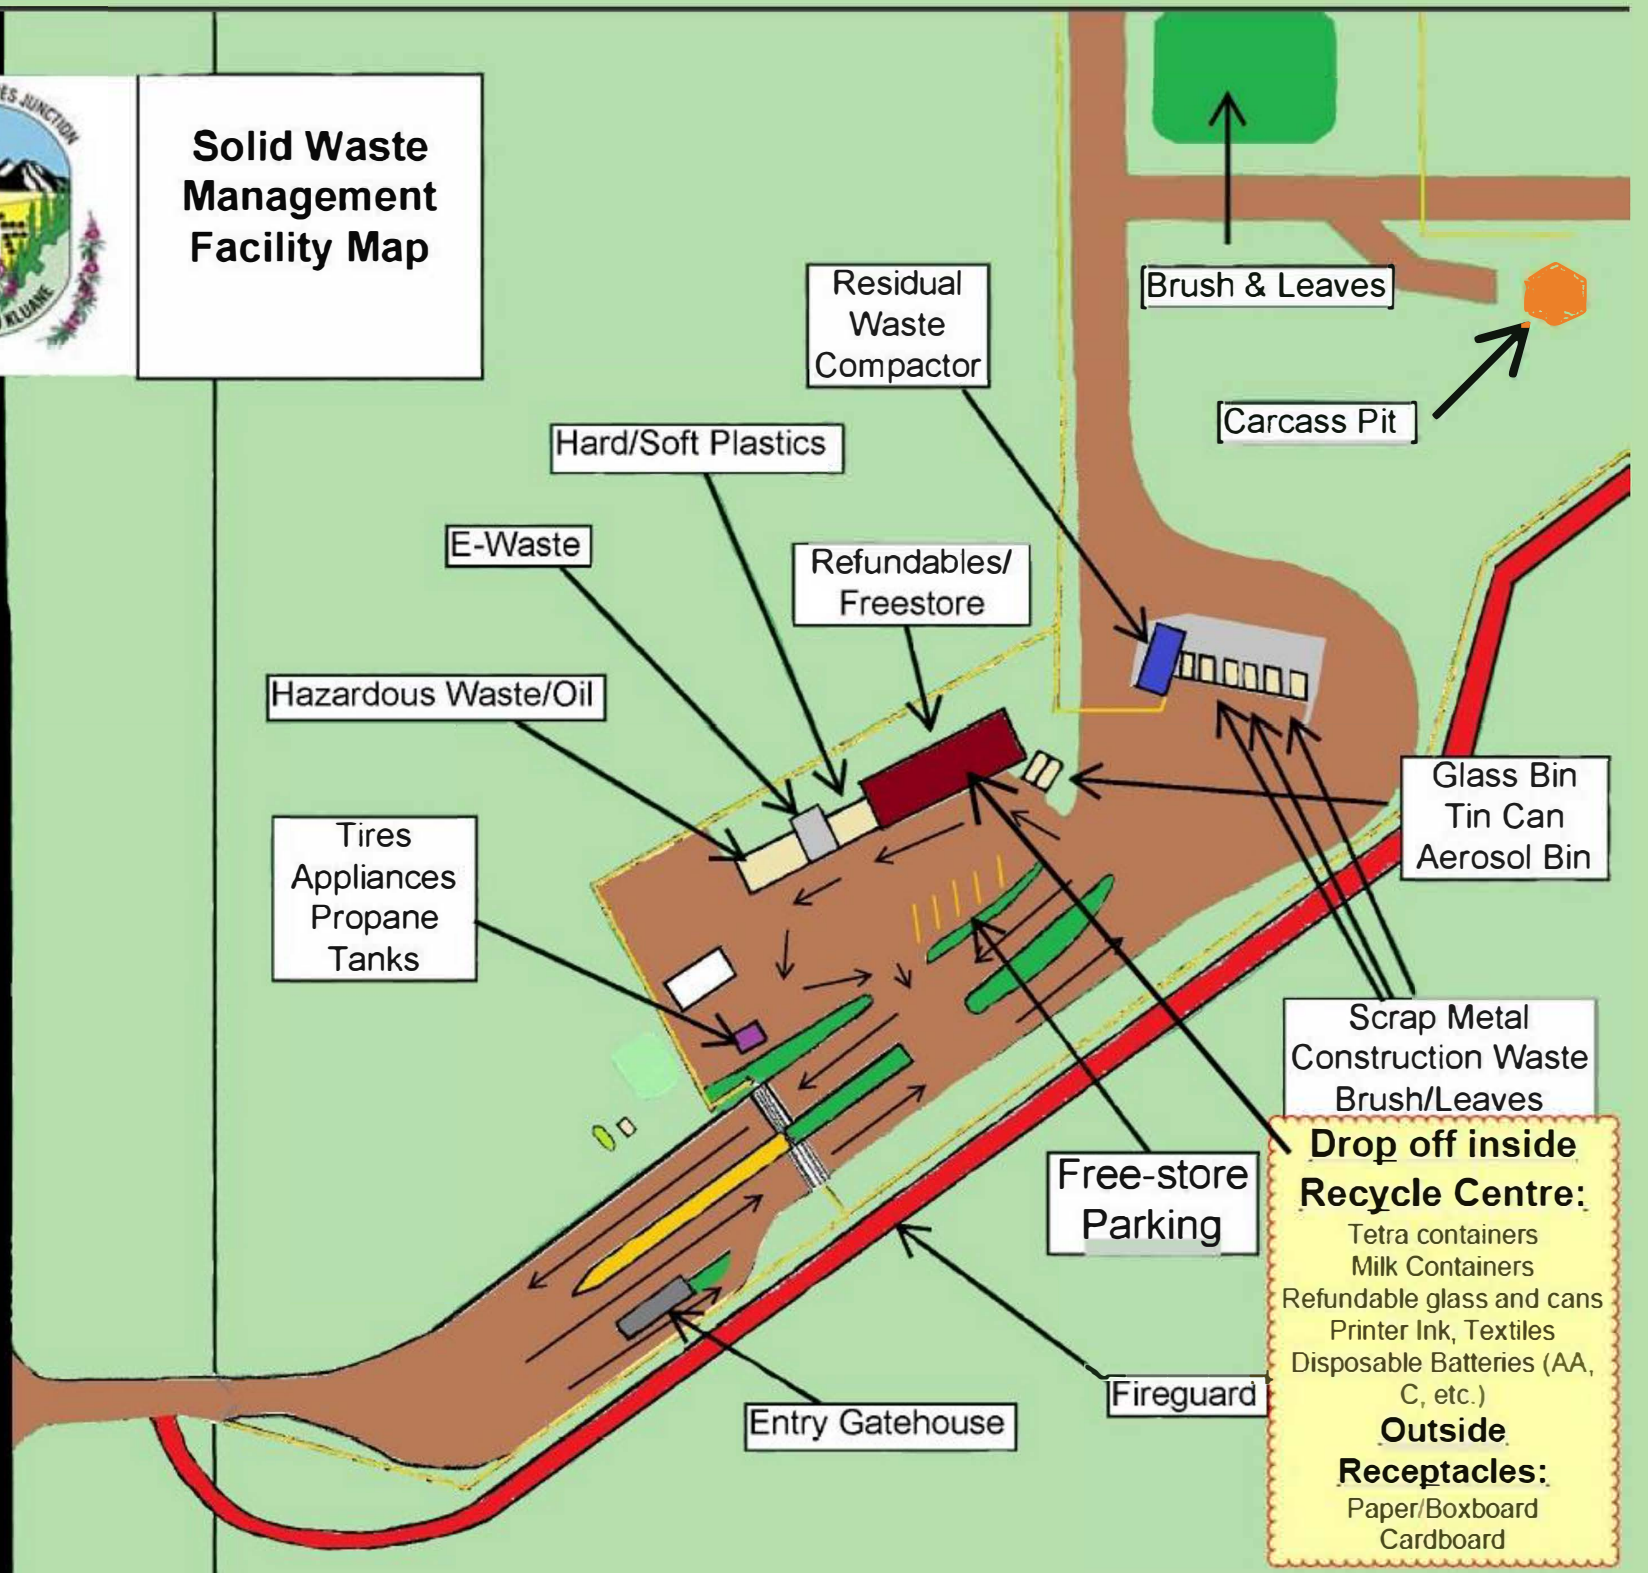 JUNCTION
KLUANE
Solid Waste
Management
Facility Map
Residual
Waste
Compactor
Brush & Leaves
Carcass Pit
Hard/Soft Plastics
E-Waste
Refundables/
Freestore
Hazardous Waste/Oil
Tires
Appliances
Propane
Tanks
Glass Bin
Tin Can
Aerosol Bin
Scrap Metal
Construction Waste
Brush/Leaves
Free-store
Parking
Fireguard
Entry Gatehouse
Drop off inside
Recycle Centre:
Tetra containers
Milk Containers
Refundable glass and cans
Printer Ink, Textiles
Disposable Batteries (AA,
C, etc.)
Outside
Receptacles:
Paper/Boxboard
Cardboard